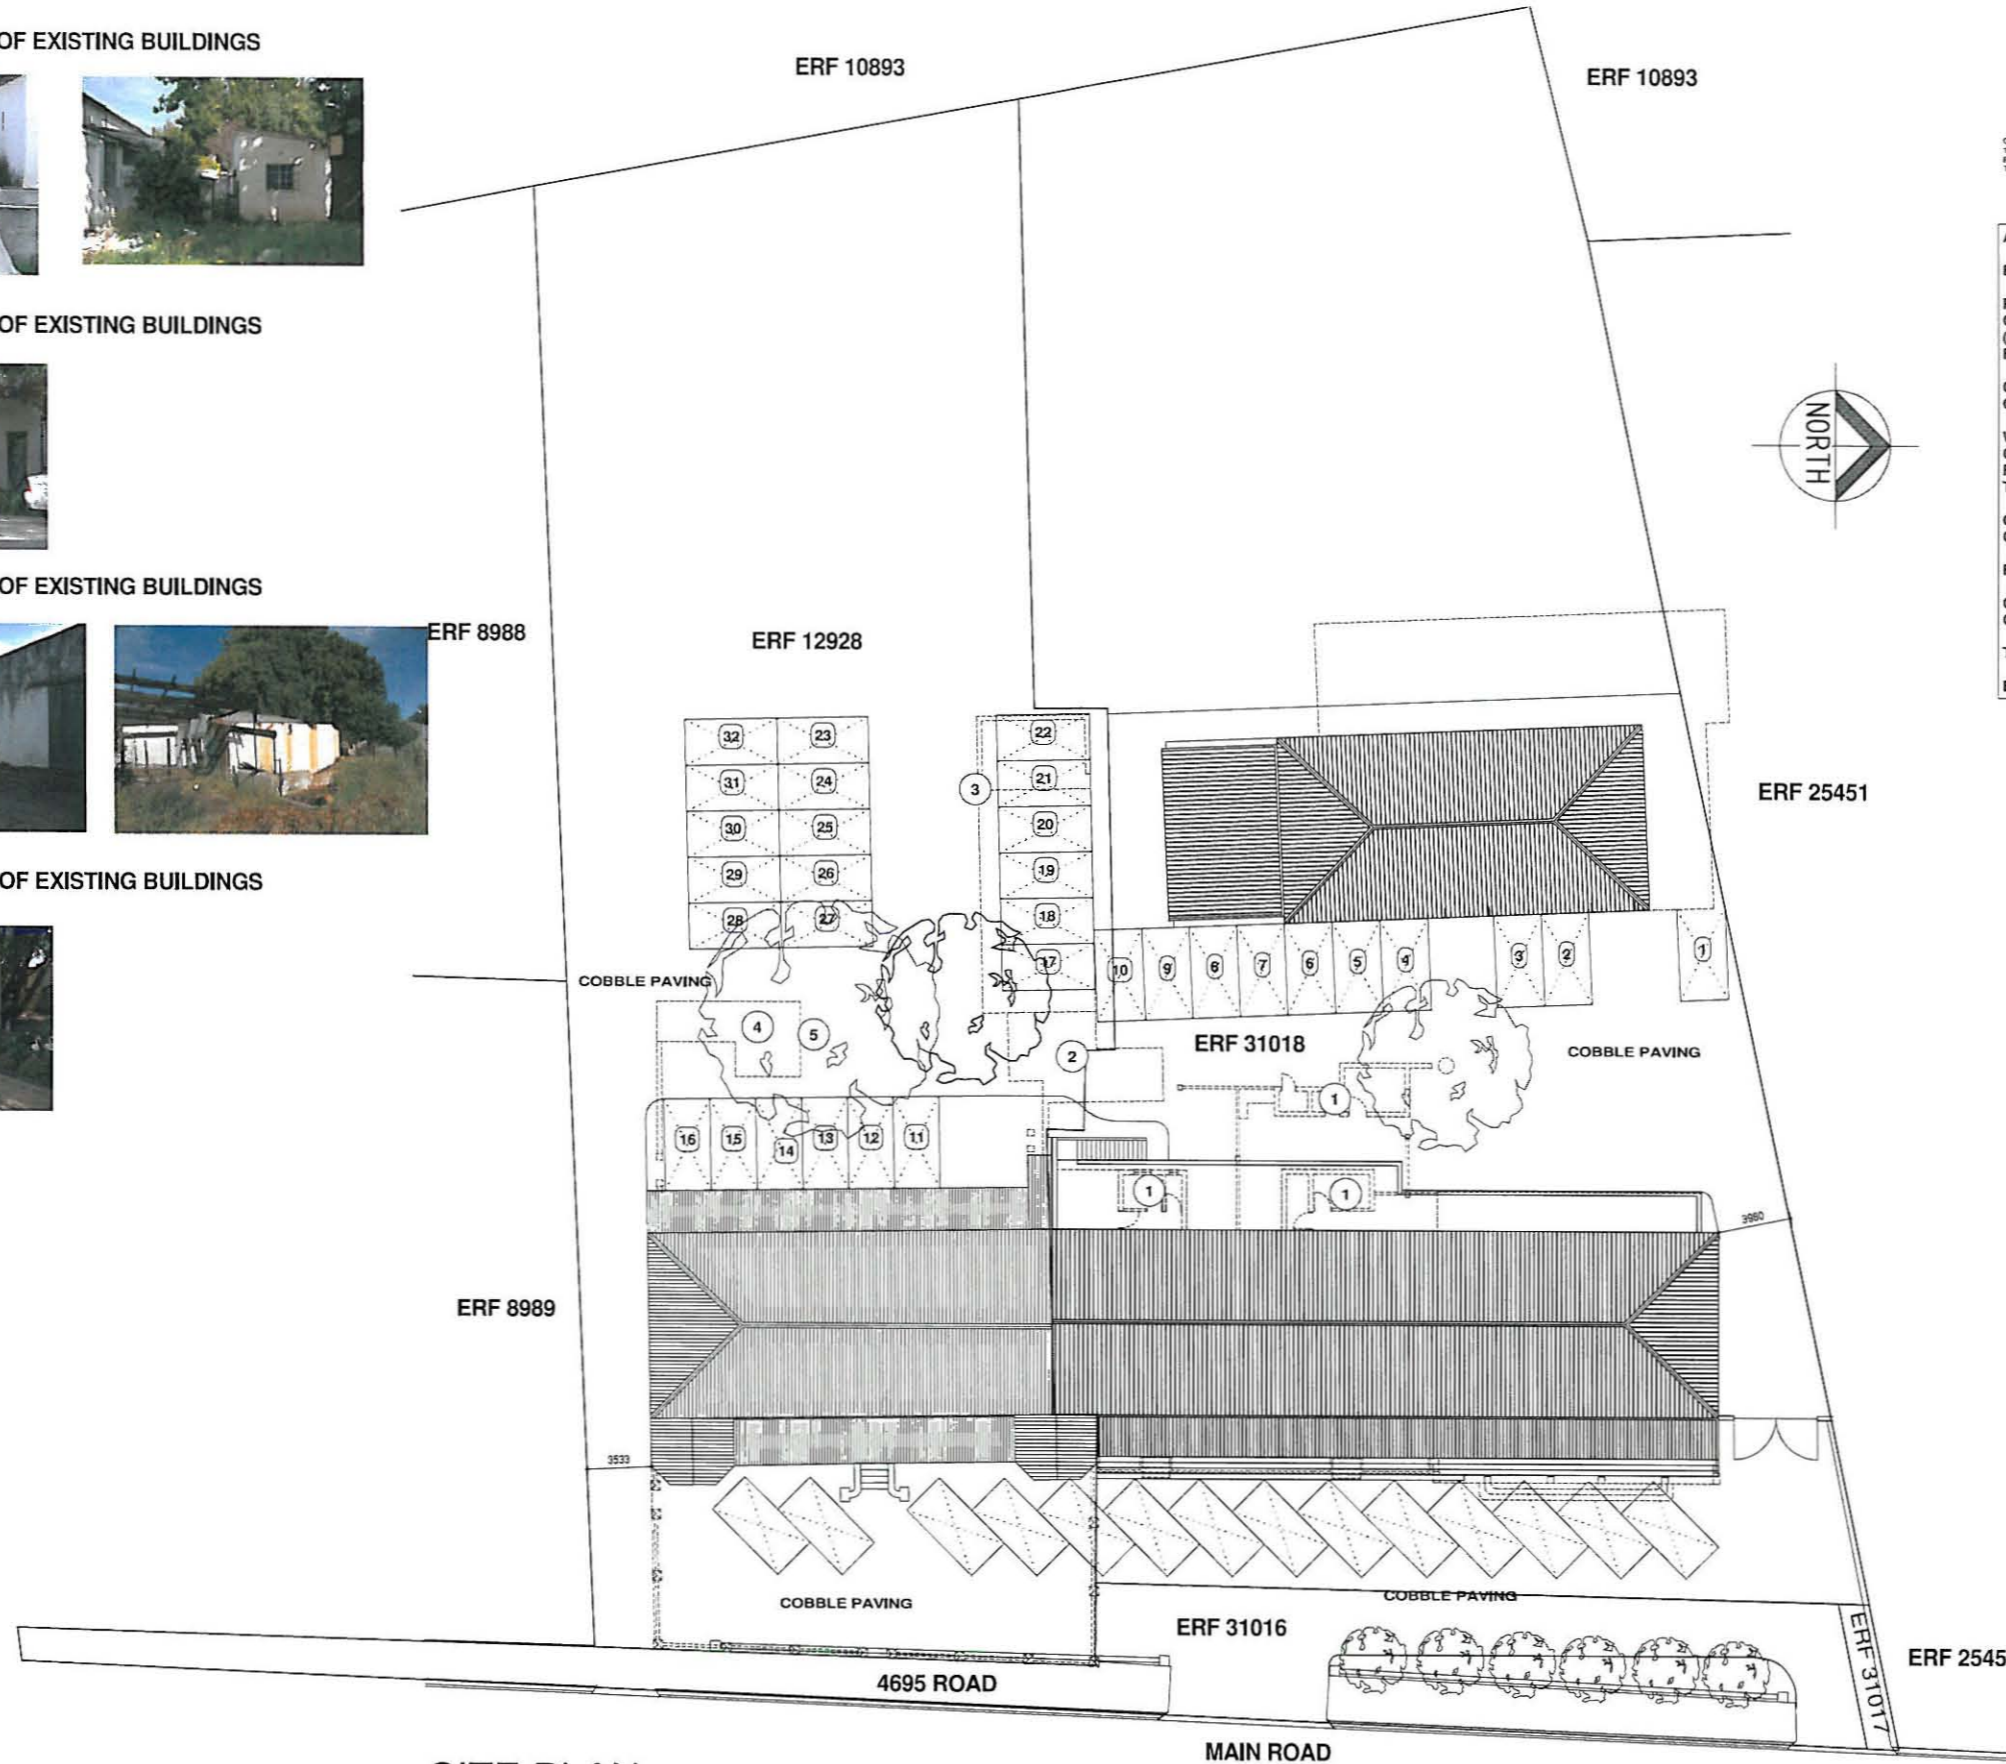 OF EXISTING BUILDINGS
ERF 10893
ERF 10893
OF EXISTING BUILDINGS
NORTH
OF EXISTING BUILDINGS
ERF 8988
ERF 12928
32 23 22
31 24 3 21
30 25 20
29 26 19
28 27 18
17
ERF 25451
OF EXISTING BUILDINGS
10 9 8 7 6 5 4 3 2 1
COBBLE PAVING
4 5 2
ERF 31018
COBBLE PAVING
1
16 15 14 13 12 11
1 1
3960
ERF 8989
3533
COBBLE PAVING
COBBLE PAVING
ERF 31016
ERF 31017
ERF 2545
4695 ROAD
MAIN ROAD